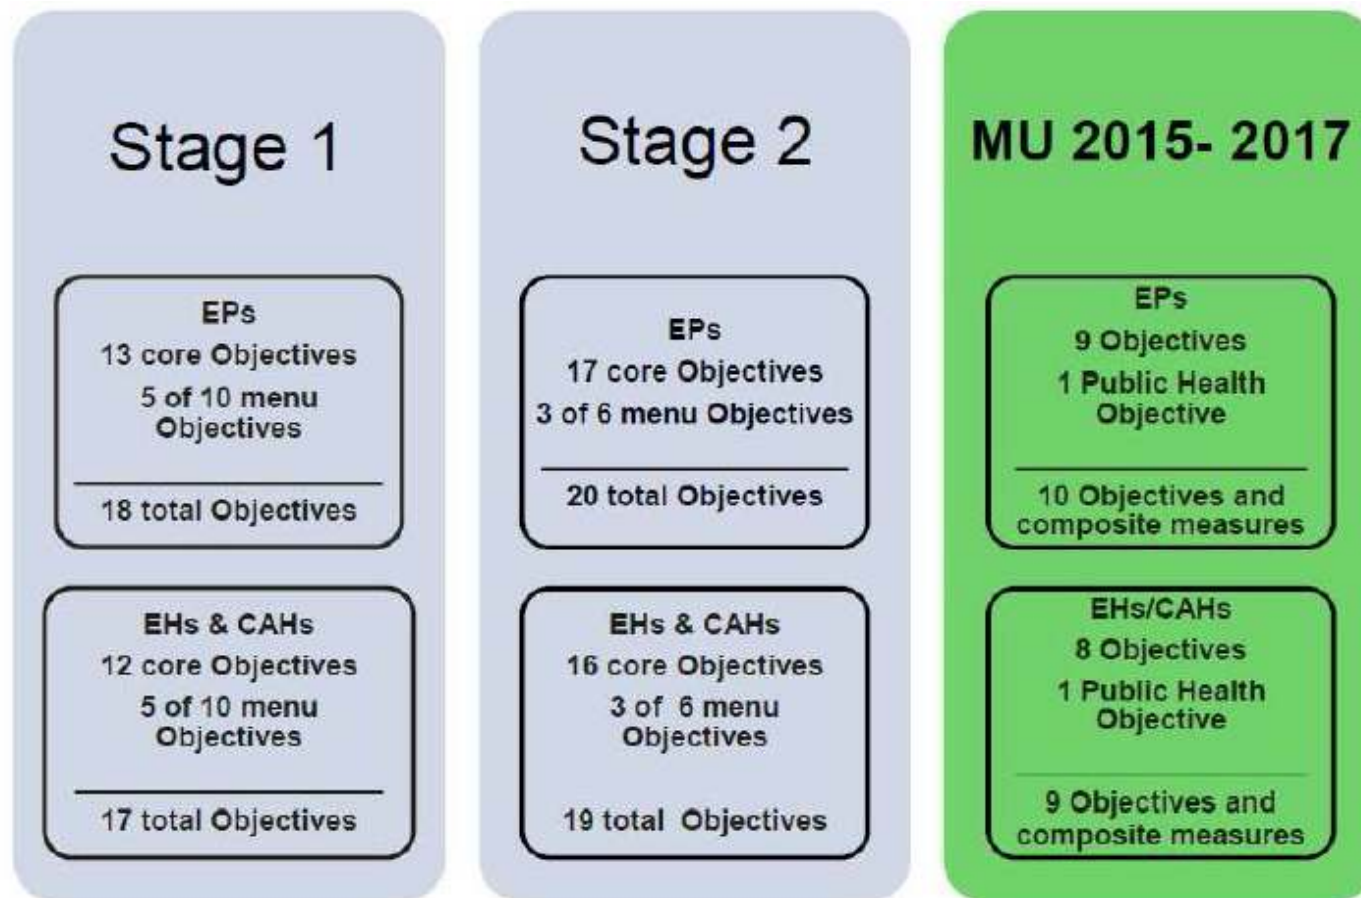 Stage 1
EPs
13 core Objectives
5 of 10 menu
Objectives
18 total Objectives
EHs & CAHs
12 core Objectives
5 of 10 menu
Objectives
17 total Objectives
Stage 2
EPs
17 core Objectives
3 of 6 menu Objectives
20 total Objectives
EHs & CAHs
16 core Objectives
3 of 6 menu
Objectives
19 total Objectives
MU 2015- 2017
EPs
9 Objectives
1 Public Health
Objective
10 Objectives and
composite measures
EHs/CAHs
8 Objectives
1 Public Health
Objective
9 Objectives and
composite measures